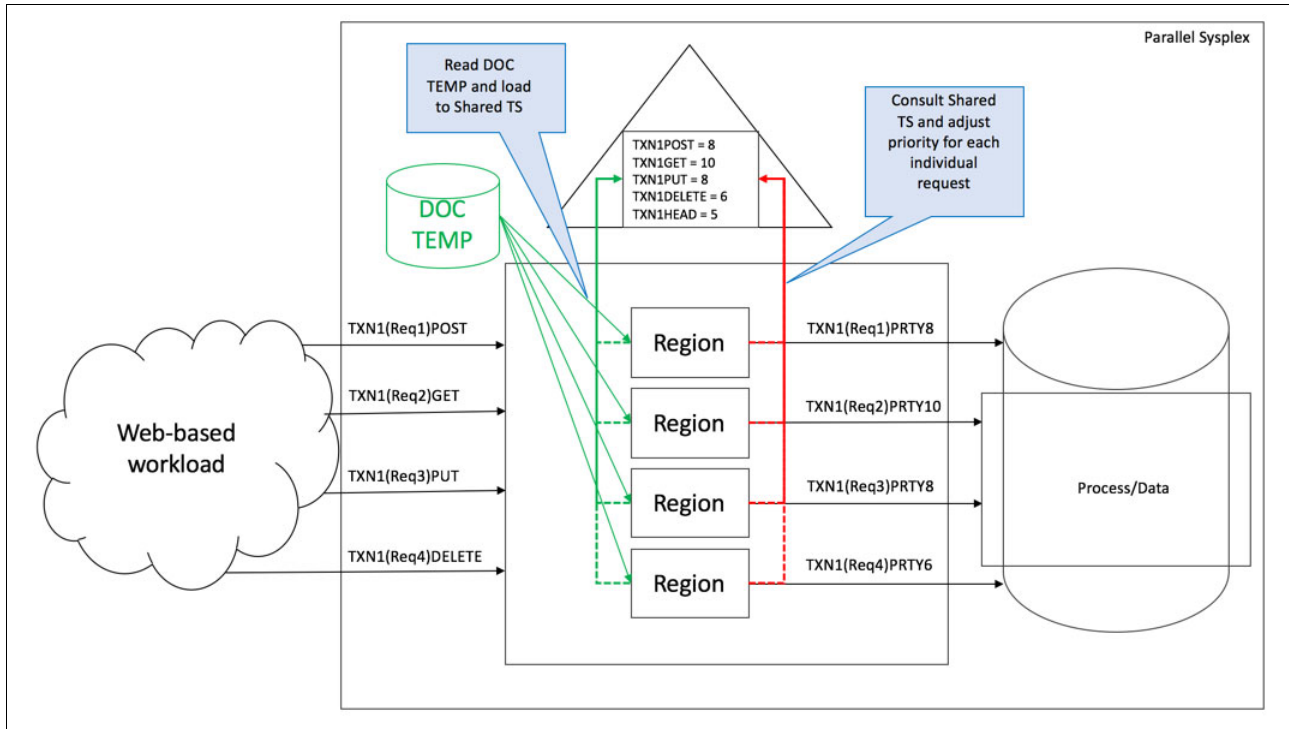 Parallel Sysplex
Read DOC
TEMP and load
to Shared TS
Consult Shared
TS and adjust
priority for each
individual
request
TXN1POST = 8
TXN1GET = 10
TXN1PUT = 8
TXN1DELETE = 6
TXN1HEAD = 5
DOC
TEMP
Web-based
workload
TXN1(Req1)POST
TXN1(Req2)GET
TXN1(Req3)PUT
TXN1(Req4)DELETE
Region
Region
Region
Region
TXN1(Req1)PRTY8
TXN1(Req2)PRTY10
TXN1(Req3)PRTY8
TXN1(Req4)PRTY6
Process/Data